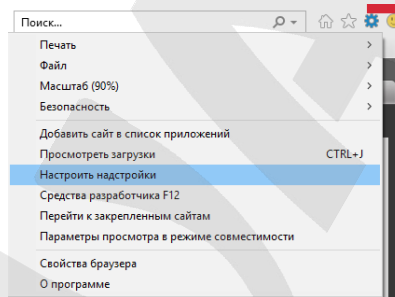 Поиск...
Печать
Файл
Масштаб (90%)
Безопасность
Добавить сайт в список приложений
Просмотреть загрузки CTRL+J
Настроить надстройки
Средства разработчика F12
Перейти к закрепленным сайтам
Параметры просмотра в режиме совместимости
Свойства браузера
О программе